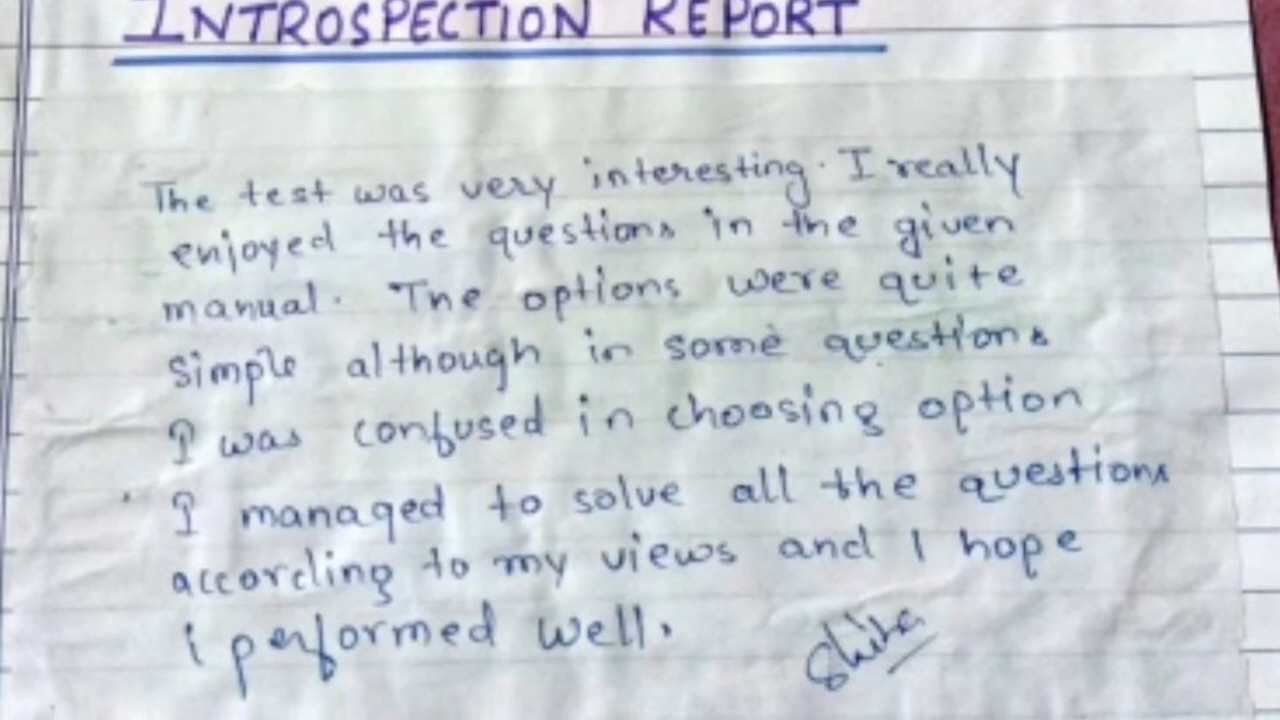 INTROSPECTION REPORT
The test was very interesting. I really
enjoyed the questions in the given
manual. The options were quite
simple although in some questions
I was confused in choosing option
I managed to solve all the questions
according to my views and I hope
i performed well.